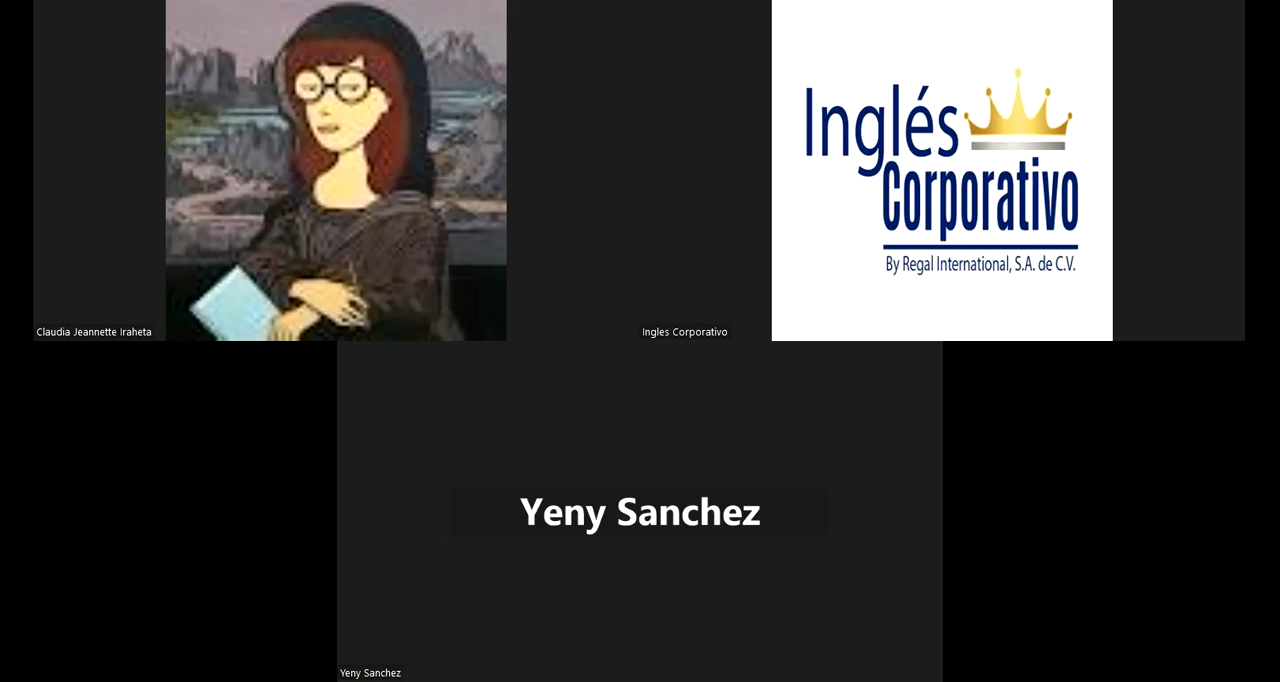 Inglés
Corporativo
By Regal International, S.A. de C.V.
Claudia Jeannette Iraheta
Ingles Corporativo
Yeny Sanchez
Yeny Sanchez